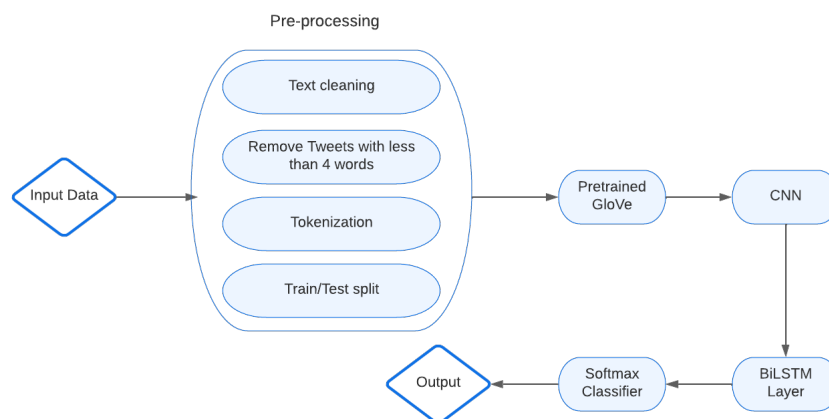 Pre-processing
Text cleaning
Remove Tweets with less
than 4 words
Tokenization
Train/Test split
Input Data
Pretrained
GloVe
CNN
BiLSTM
Layer
Softmax
Classifier
Output